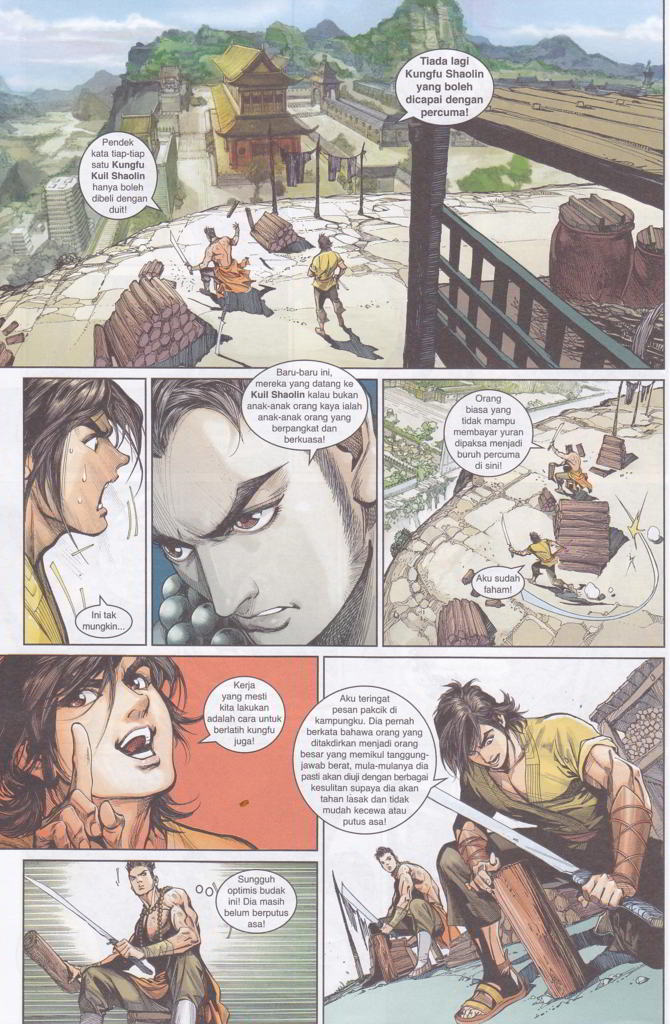 Tiada lagi
Kungfu Shaolin
yang boleh
dicapai dengan
percuma!
Pendek
kata tiap-tiap
satu Kungfu
Kuil Shaolin
hanya boleh
dibeli dengan
duit!
Ini tak
mungkin...
Baru-baru ini,
mereka yang datang ke
Kuil Shaolin kalau bukan
anak-anak orang kaya ialah
anak-anak orang yang
berpangkat dan
berkuasa!
Orang
biasa yang
tidak mampu
membayar yuran
dipaksa menjadi
buruh percuma
di sini!
Aku sudah
faham!
Kerja
yang mesti
kita lakukan
adalah cara untuk
berlatih kungfu
juga!
Aku teringat
pesan pakcik di
kampungku. Dia pernah
berkata bahawa orang yang
ditakdirkan menjadi orang
besar yang memikul tanggung-
jawab berat, mula-mulanya dia
pasti akan diuji dengan berbagai
kesulitan supaya dia akan
tahan lasak dan tidak
mudah kecewa atau
putus asa!
!
Sungguh
optimis budak
ini! Dia masih
belum berputus
asa!